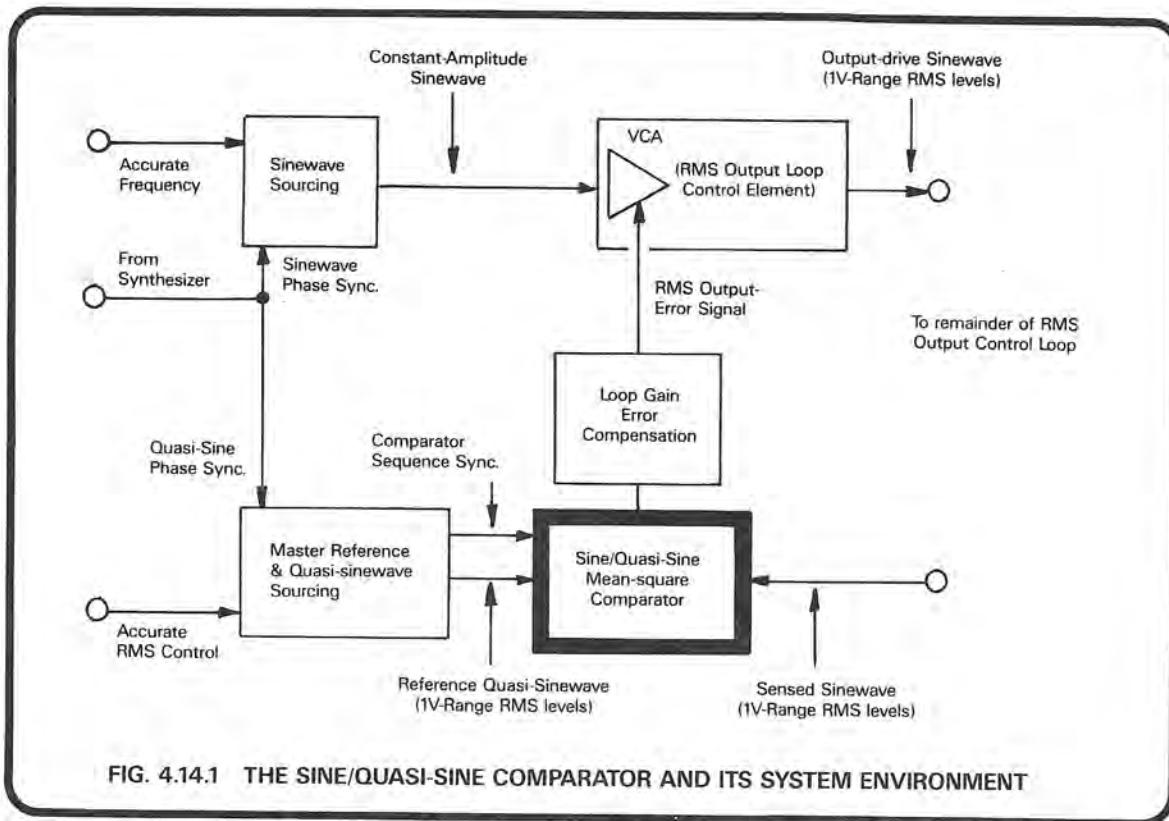 Constant-Amplitude
Sinewave
Output-drive Sinewave
(1V-Range RMS levels)
Accurate
Frequency
Sinewave
Sourcing
VCA
(RMS Output Loop
Control Element)
From
Synthesizer
Sinewave
Phase Sync.
RMS Output-
Error Signal
To remainder of RMS
Output Control Loop
Loop Gain
Error
Compensation
Quasi-Sine
Phase Sync.
Comparator
Sequence Sync.
Master Reference
& Quasi-sinewave
Sourcing
Sine/Quasi-Sine
Mean-square
Comparator
Accurate
RMS Control
Reference Quasi-Sinewave
(1V-Range RMS levels)
Sensed Sinewave
(1V-Range RMS levels)
FIG. 4.14.1 THE SINE/QUASI-SINE COMPARATOR AND ITS SYSTEM ENVIRONMENT